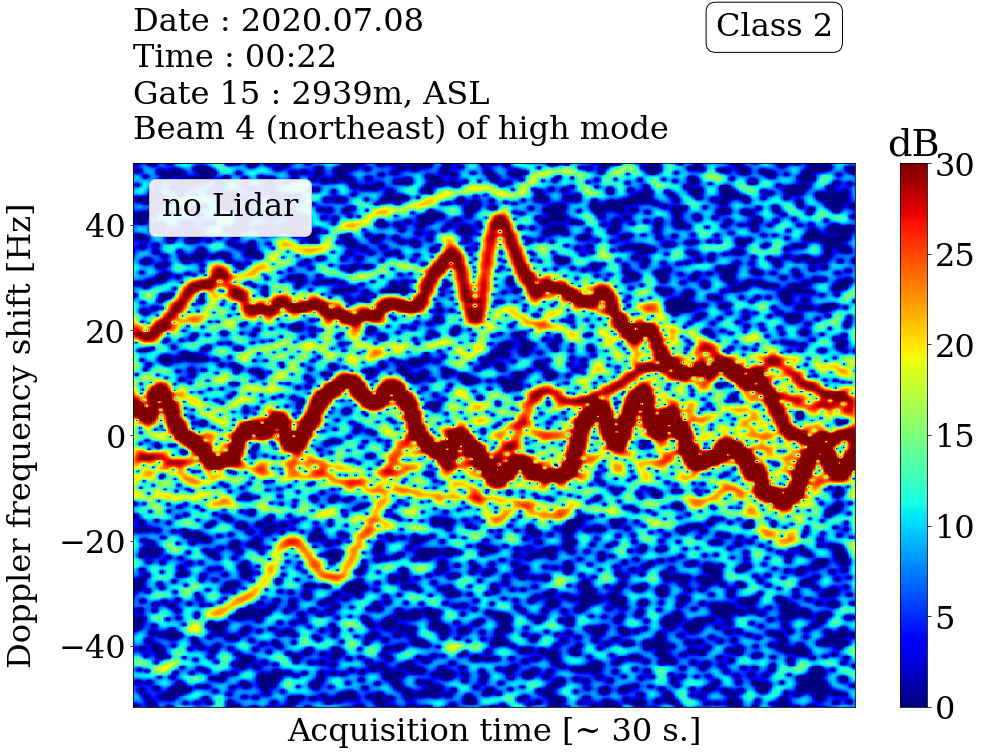 Date : 2020.07.08
Time : 00:22
Gate 15 : 2939m, ASL
Beam 4 (northeast) of high mode
Class 2
dB
no Lidar
Doppler frequency shift [Hz]
40
20
0
−20
−40
30
25
20
15
10
5
0
Acquisition time [~ 30 s.]